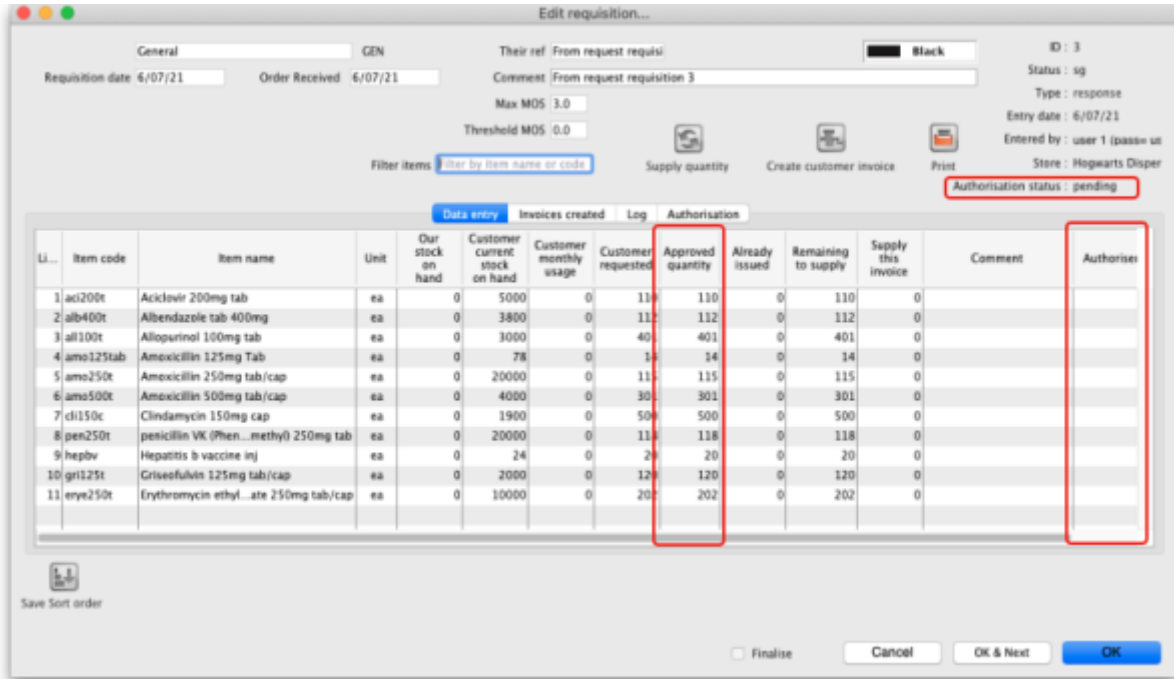 Edit requisition...
General GEN Their ref From request requisi Black ID : 3
Requisition date 6/07/21 Order Received 6/07/21 Comment From request requisition 3 Status : sg
Max MOS 3.0 Type : response
Threshold MOS 0.0 Entry date : 6/07/21
Entered by : user 1 (pass= us
Filter items Filter by item name or code Supply quantity Create customer invoice Print Store : Hogwarts Disper
Authorisation status : pending
Data entry Invoices created Log Authorisation
Li... Item code Item name Unit Our stock on hand Customer current stock on hand Customer monthly usage Customer requested Approved quantity Already issued Remaining to supply Supply this invoice Comment Authoriser
1 aci200t Aciclovir 200mg tab ea 0 5000 0 110 110 0 110 0
2 alb400t Albendazole tab 400mg ea 0 3800 0 112 112 0 112 0
3 all100t Allopurinol 100mg tab ea 0 3000 0 401 401 0 401 0
4 amo125tab Amoxicillin 125mg Tab ea 0 78 0 14 14 0 14 0
5 amo250t Amoxicillin 250mg tab/cap ea 0 20000 0 115 115 0 115 0
6 amo500t Amoxicillin 500mg tab/cap ea 0 4000 0 301 301 0 301 0
7 cli150c Clindamycin 150mg cap ea 0 1900 0 500 500 0 500 0
8 pen250t penicillin VK (Phen...methyl) 250mg tab ea 0 20000 0 118 118 0 118 0
9 hepbv Hepatitis b vaccine inj ea 0 24 0 20 20 0 20 0
10 gri125t Griseofulvin 125mg tab/cap ea 0 2000 0 120 120 0 120 0
11 erye250t Erythromycin ethyl...ate 250mg tab/cap ea 0 10000 0 202 202 0 202 0
Save Sort order
Finalise Cancel OK & Next OK